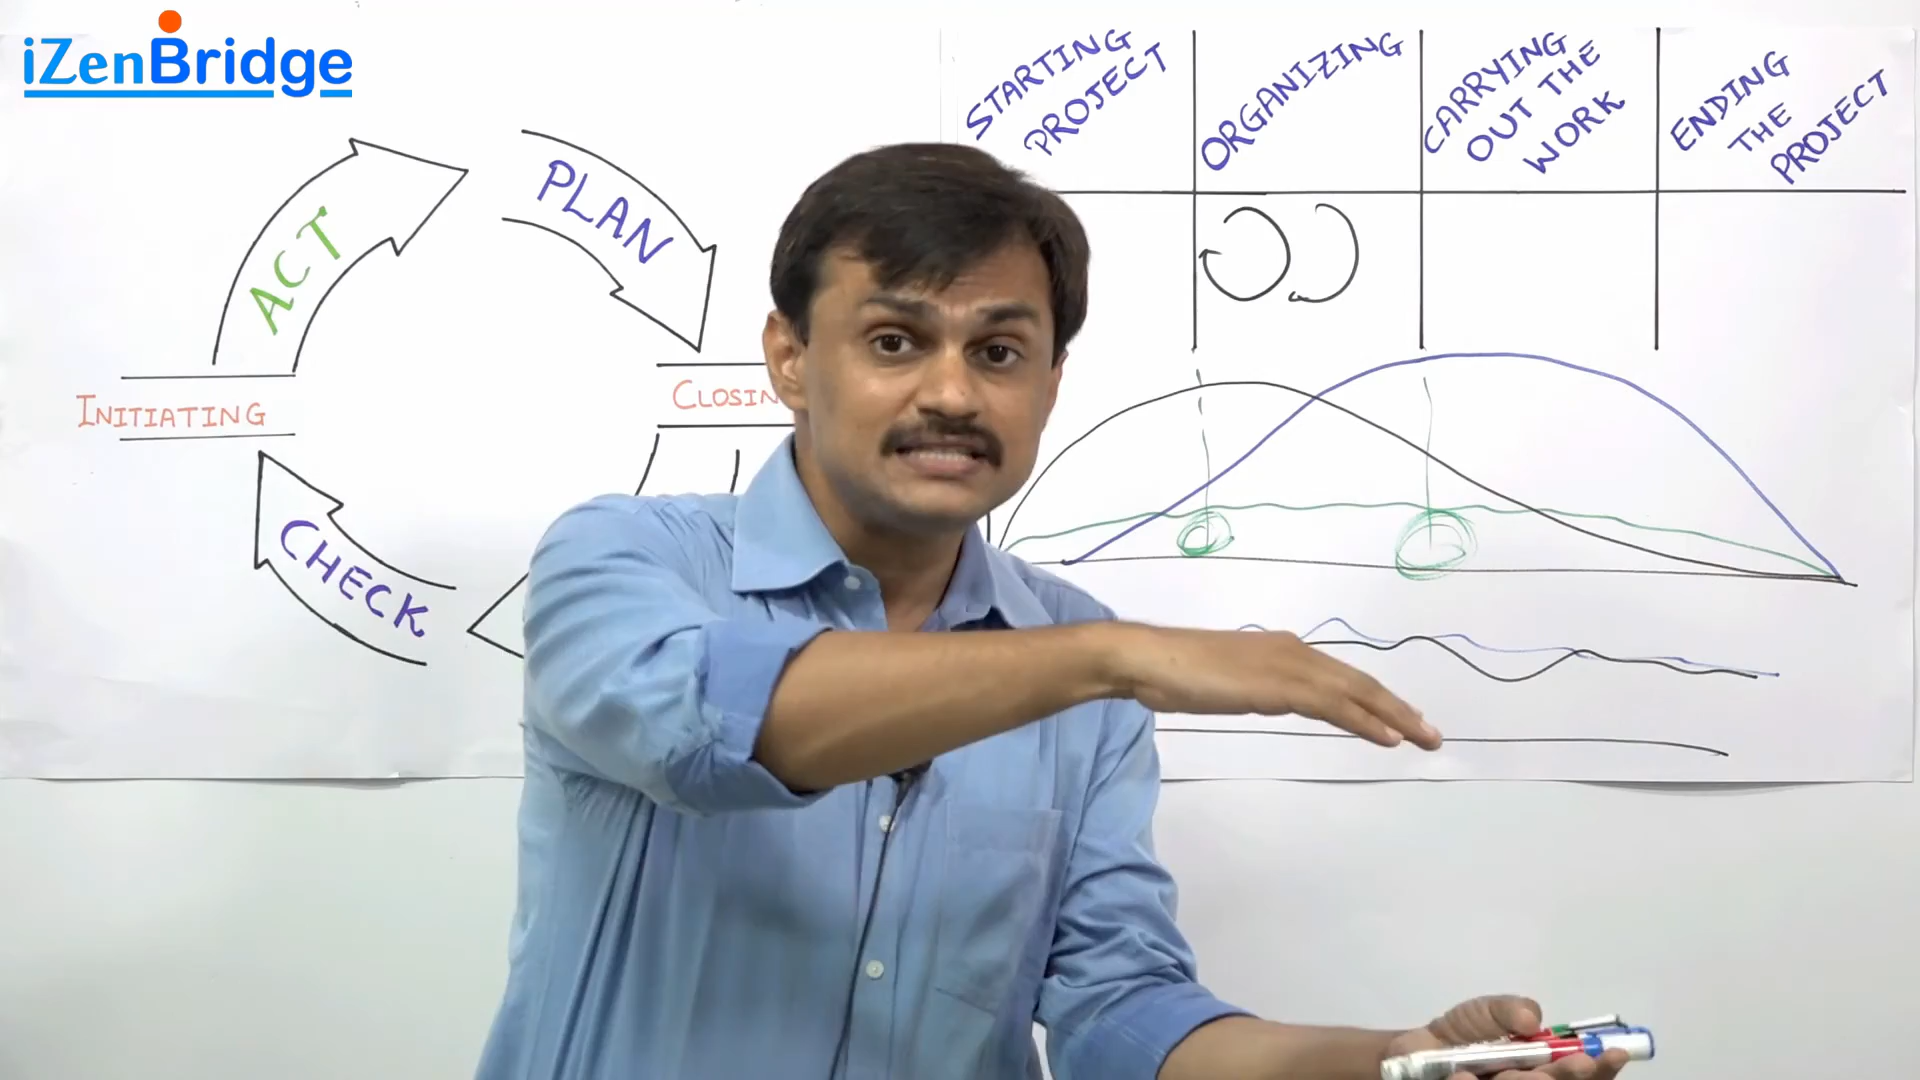 iZenBridge
ACT
PLAN
INITIATING
CLOSIN
CHECK
STARTING
PROJECT
ORGANIZING
CARRYING
OUT THE
WORK
ENDING
THE
PROJECT